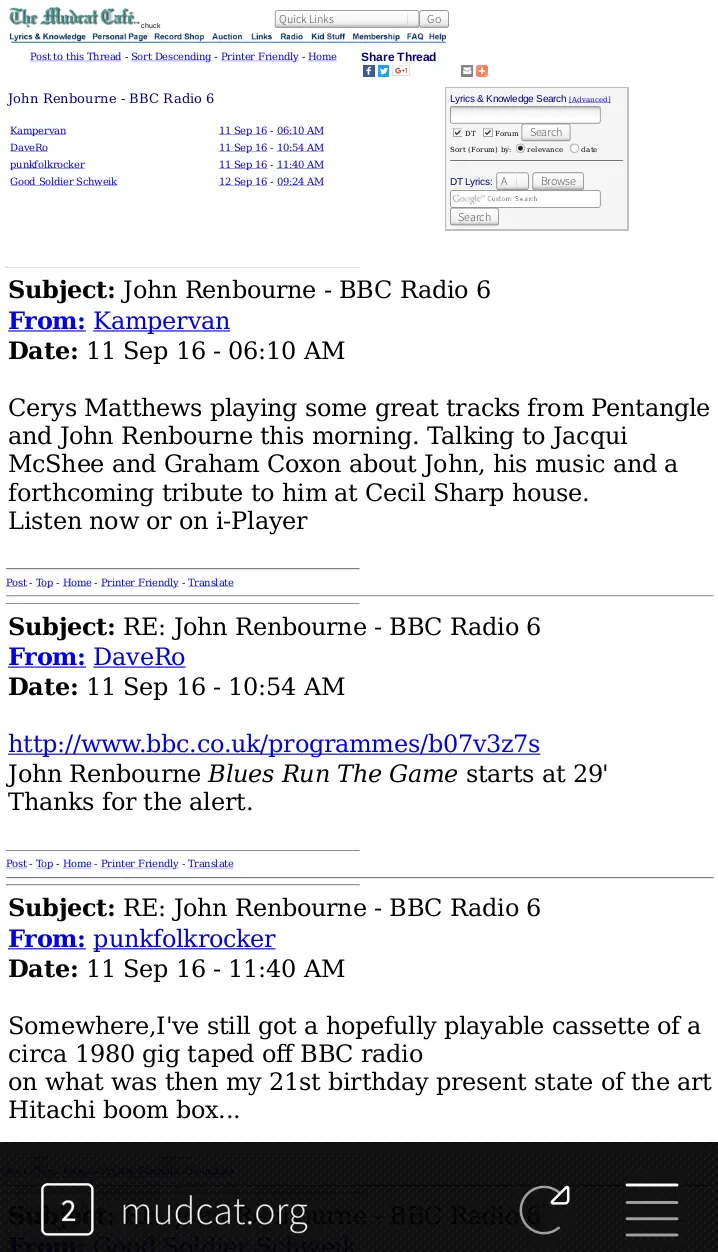 The Mudcat Café™
chuck
Quick Links
Go
Lyrics & Knowledge Personal Page Record Shop Auction Links Radio Kid Stuff Membership FAQ Help
Post to this Thread - Sort Descending - Printer Friendly - Home
Share Thread
G+1
John Renbourne - BBC Radio 6
Kampervan 11 Sep 16 - 06:10 AM
DaveRo 11 Sep 16 - 10:54 AM
punkfolkrocker 11 Sep 16 - 11:40 AM
Good Soldier Schweik 12 Sep 16 - 09:24 AM
Lyrics & Knowledge Search [Advanced]
DT Forum Search
Sort (Forum) by: relevance date
DT Lyrics: A Browse
Google™ Custom Search
Search
Subject: John Renbourne - BBC Radio 6
From: Kampervan
Date: 11 Sep 16 - 06:10 AM
Cerys Matthews playing some great tracks from Pentangle
and John Renbourne this morning. Talking to Jacqui
McShee and Graham Coxon about John, his music and a
forthcoming tribute to him at Cecil Sharp house.
Listen now or on i-Player
Post - Top - Home - Printer Friendly - Translate
Subject: RE: John Renbourne - BBC Radio 6
From: DaveRo
Date: 11 Sep 16 - 10:54 AM
http://www.bbc.co.uk/programmes/b07v3z7s
John Renbourne Blues Run The Game starts at 29'
Thanks for the alert.
Post - Top - Home - Printer Friendly - Translate
Subject: RE: John Renbourne - BBC Radio 6
From: punkfolkrocker
Date: 11 Sep 16 - 11:40 AM
Somewhere,I've still got a hopefully playable cassette of a
circa 1980 gig taped off BBC radio
on what was then my 21st birthday present state of the art
Hitachi boom box...
2 mudcat.org
From: Good Soldier Schweik